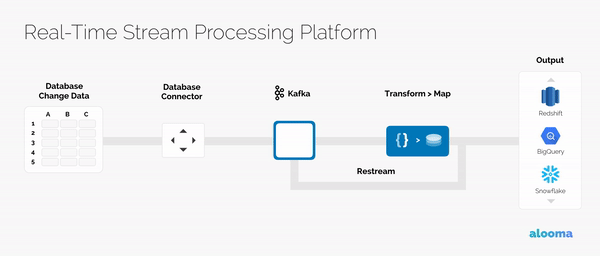 Real-Time Stream Processing Platform
Output
Database
Change Data
Database
Connector
Kafka
Transform > Map
A B C
1
2
3
4
5
{} >
Redshift
BigQuery
Snowflake
Restream
alooma